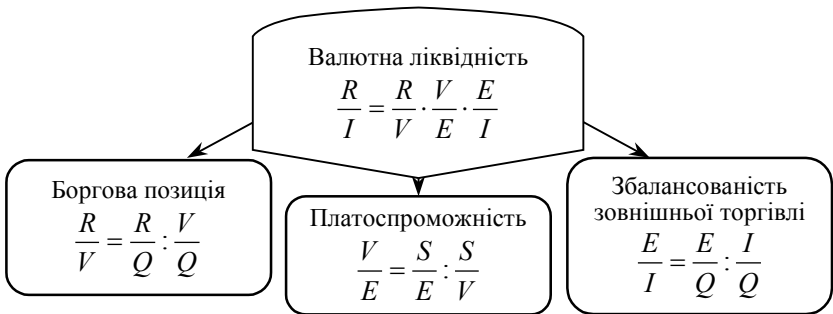 Валютна ліквідність
R/I = R/V · V/E · E/I
Боргова позиція
R/V = R/Q : V/Q
Платоспроможність
V/E = S/E : S/V
Збалансованість
зовнішньої торгівлі
E/I = E/Q : I/Q